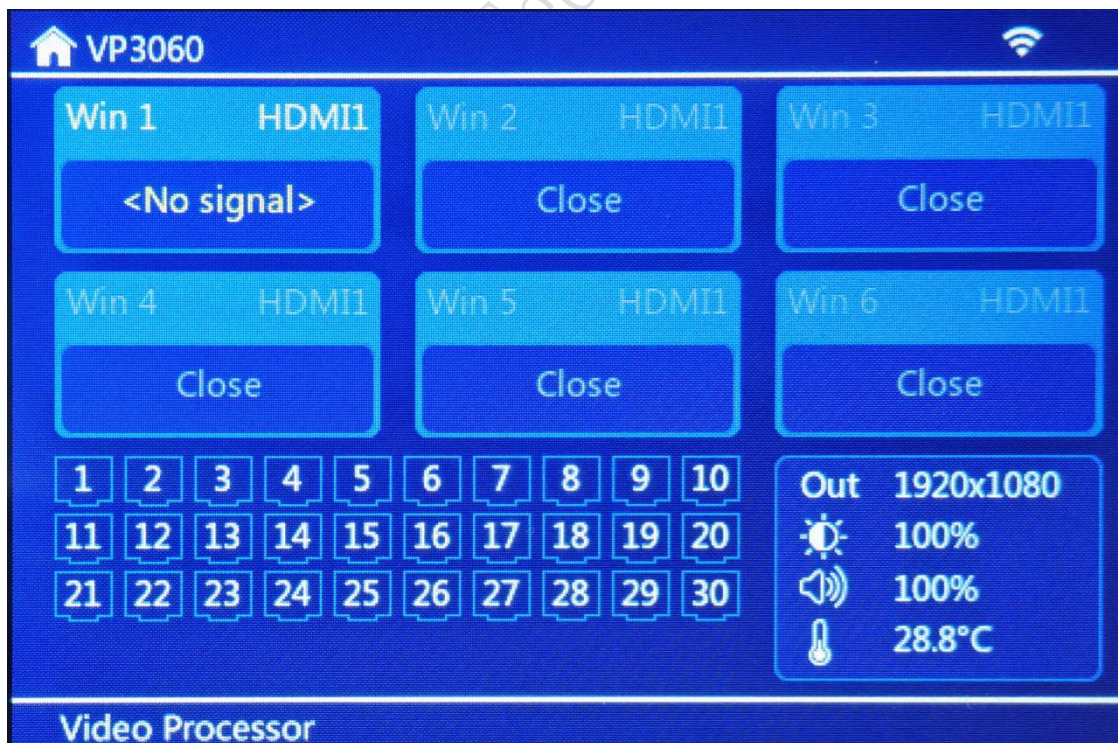 VP3060
Win 1 HDMI1 Win 2 HDMI1 Win 3 HDMI1
<No signal> Close Close
Win 4 HDMI1 Win 5 HDMI1 Win 6 HDMI1
Close Close Close
1 2 3 4 5 6 7 8 9 10
11 12 13 14 15 16 17 18 19 20
21 22 23 24 25 26 27 28 29 30
Out 1920x1080
100%
100%
28.8°C
Video Processor